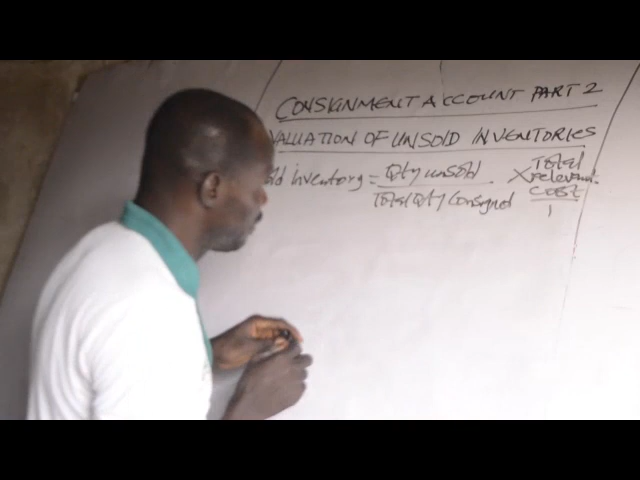 CONSIGNMENT ACCOUNT PART 2
VALUATION OF UNSOLD INVENTORIES
inventory = Qty unsold / Total Qty Consigned × Total relevant Cost / 1